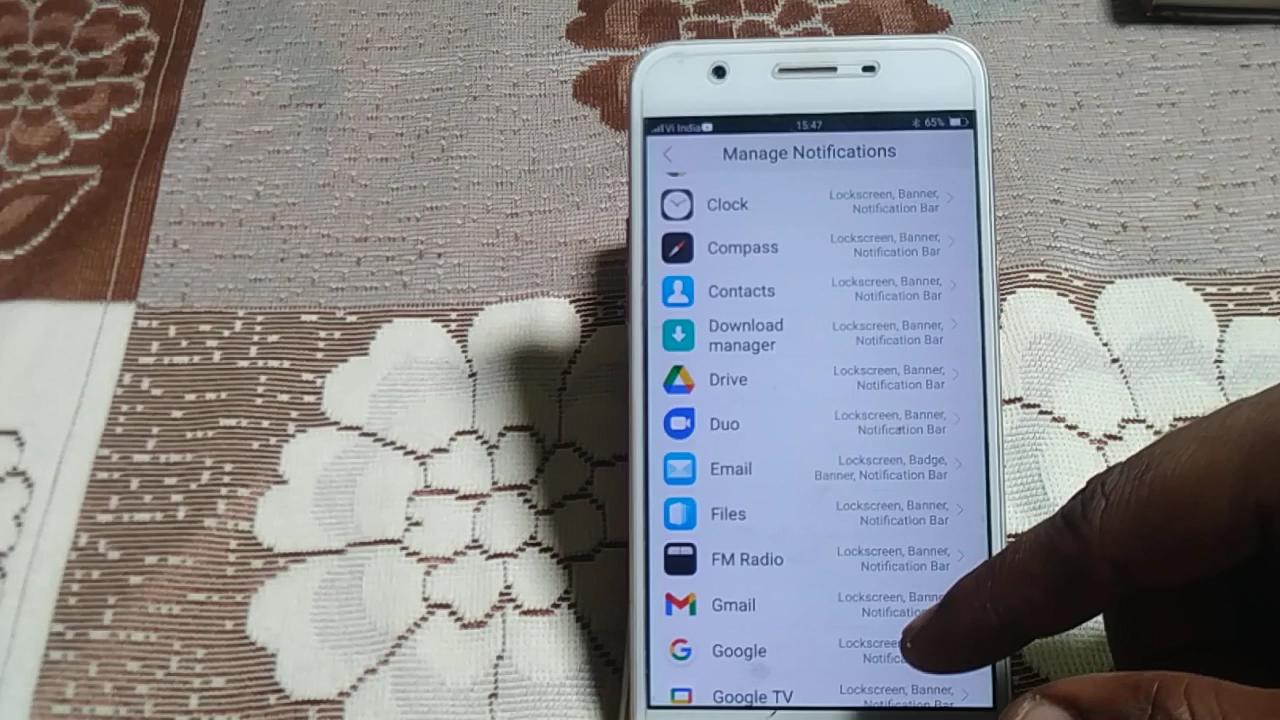 Vi India 15:47 65%
Manage Notifications
Clock Lockscreen, Banner,
Notification Bar
Compass Lockscreen, Banner,
Notification Bar
Contacts Lockscreen, Banner,
Notification Bar
Download Lockscreen, Banner,
manager Notification Bar
Drive Lockscreen, Banner,
Notification Bar
Duo Lockscreen, Banner,
Notification Bar
Email Lockscreen, Badge,
Banner, Notification Bar
Files Lockscreen, Banner,
Notification Bar
FM Radio Lockscreen, Banner,
Notification Bar
Gmail Lockscreen,
Google
Google TV Lockscreen, Banner,
Notification Bar